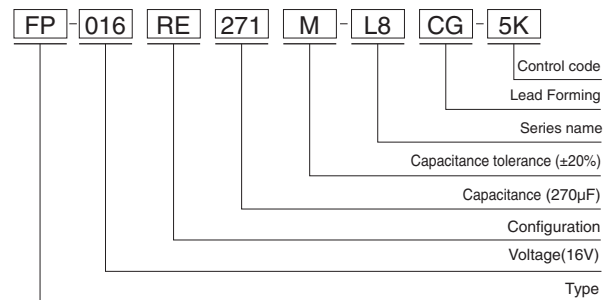 FP-016 RE 271 M-L8 CG-5K
Control code
Lead Forming
Series name
Capacitance tolerance (±20%)
Capacitance (270µF)
Configuration
Voltage(16V)
Type